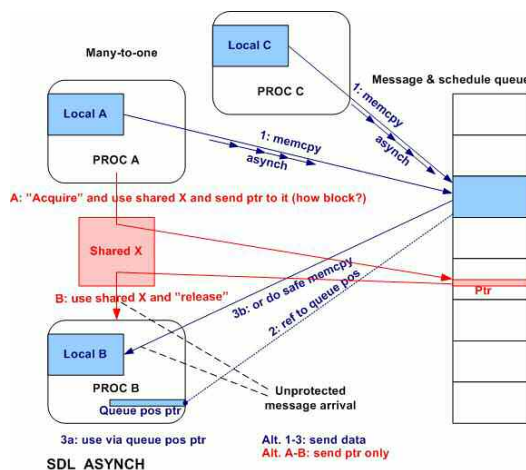 Many-to-one
Local C
PROC C
Message & schedule queue
Local A
PROC A
1: memcpy
asynch
1: memcpy
asynch
A: "Acquire" and use shared X and send ptr to it (how block?)
Shared X
Ptr
B: use shared X and "release"
3b: or do safe memcpy
2: ref to queue pos
Local B
PROC B
Queue pos ptr
Unprotected
message arrival
3a: use via queue pos ptr
Alt. 1-3: send data
Alt. A-B: send ptr only
SDL ASYNCH